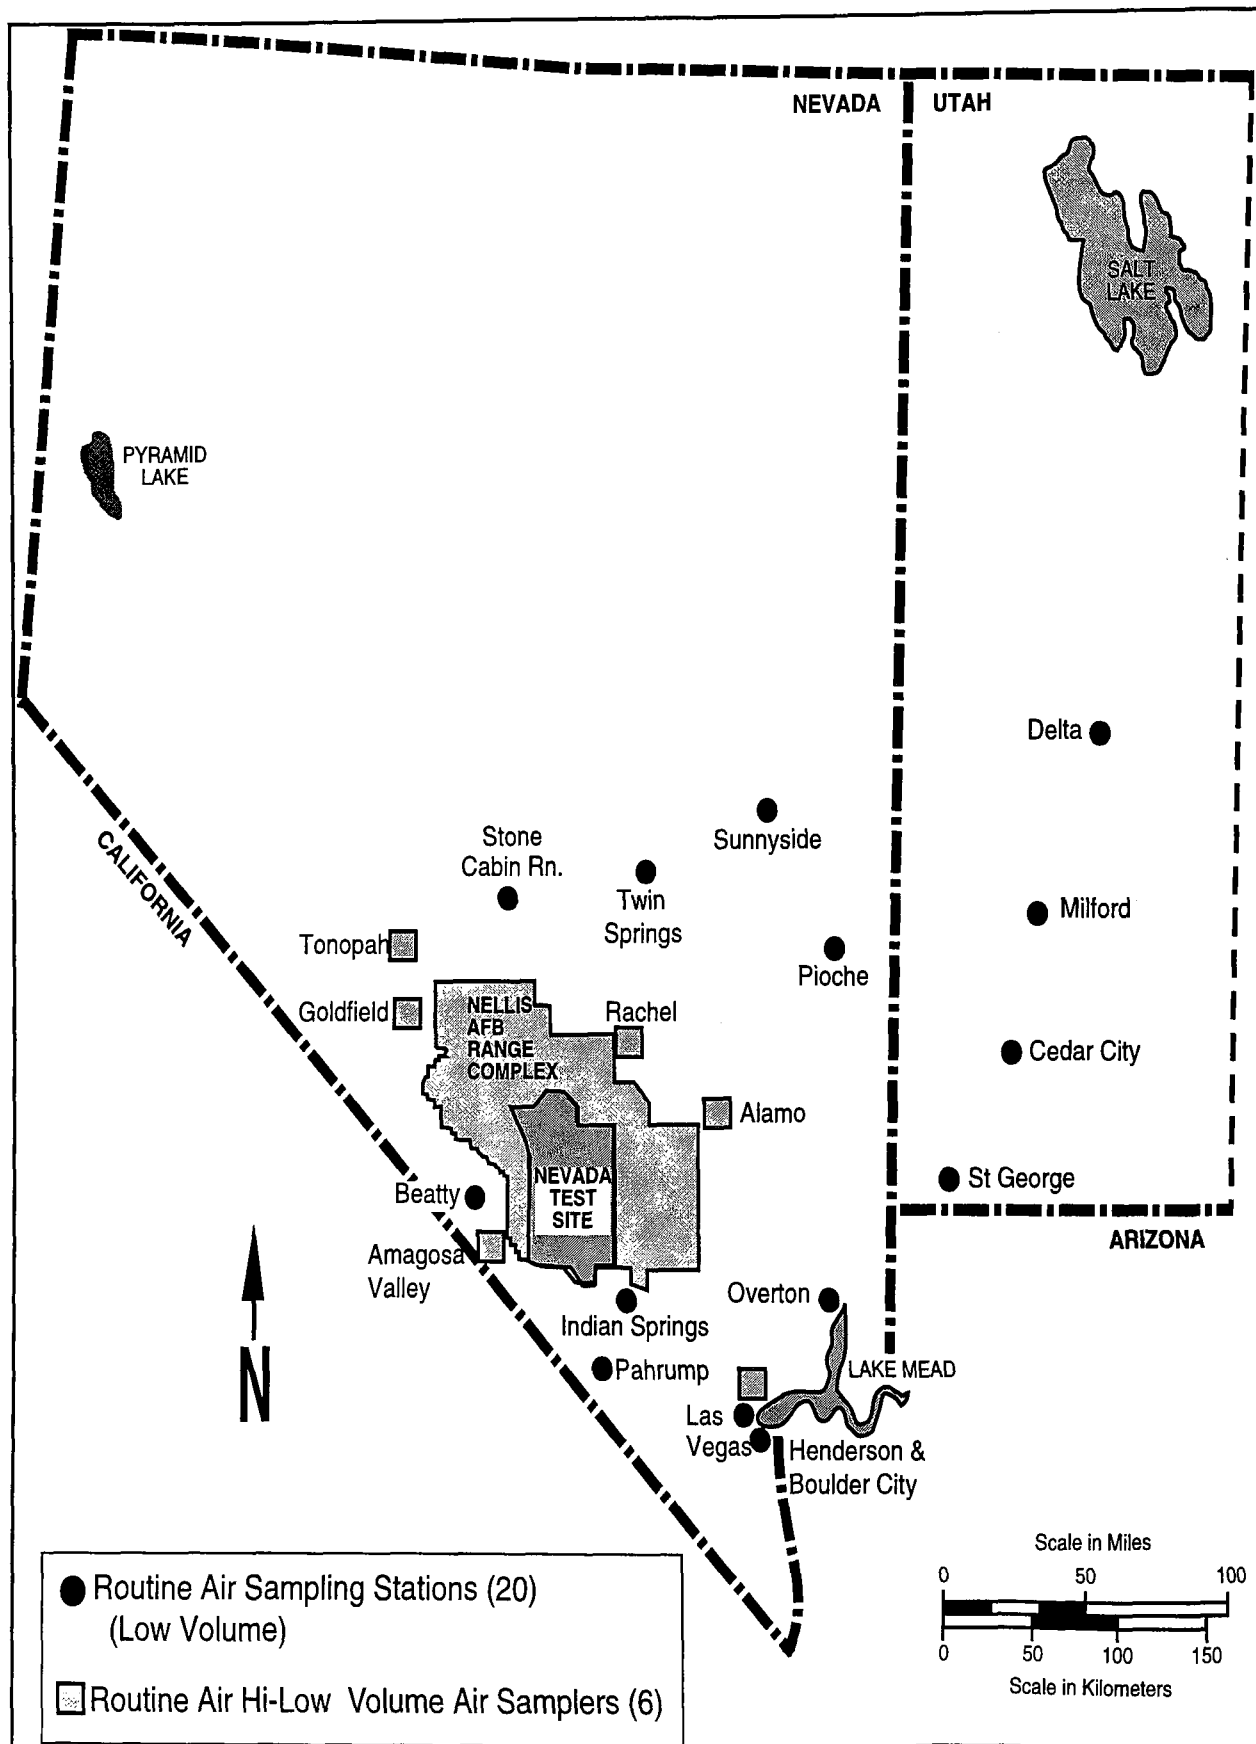 NEVADA
UTAH
SALT
LAKE
PYRAMID
LAKE
CALIFORNIA
Delta
Sunnyside
Stone
Cabin Rn.
Twin
Springs
Milford
Tonopah
Pioche
Goldfield
NELLIS
AFB
RANGE
COMPLEX
Rachel
Cedar City
Alamo
NEVADA
TEST
SITE
Beatty
St George
Amagosa
Valley
ARIZONA
Overton
Indian Springs
Pahrump
LAKE MEAD
Las
Vegas
Henderson &
Boulder City
N
Scale in Miles
0 50 100
0 50 100 150
Scale in Kilometers
Routine Air Sampling Stations (20)
(Low Volume)
Routine Air Hi-Low Volume Air Samplers (6)